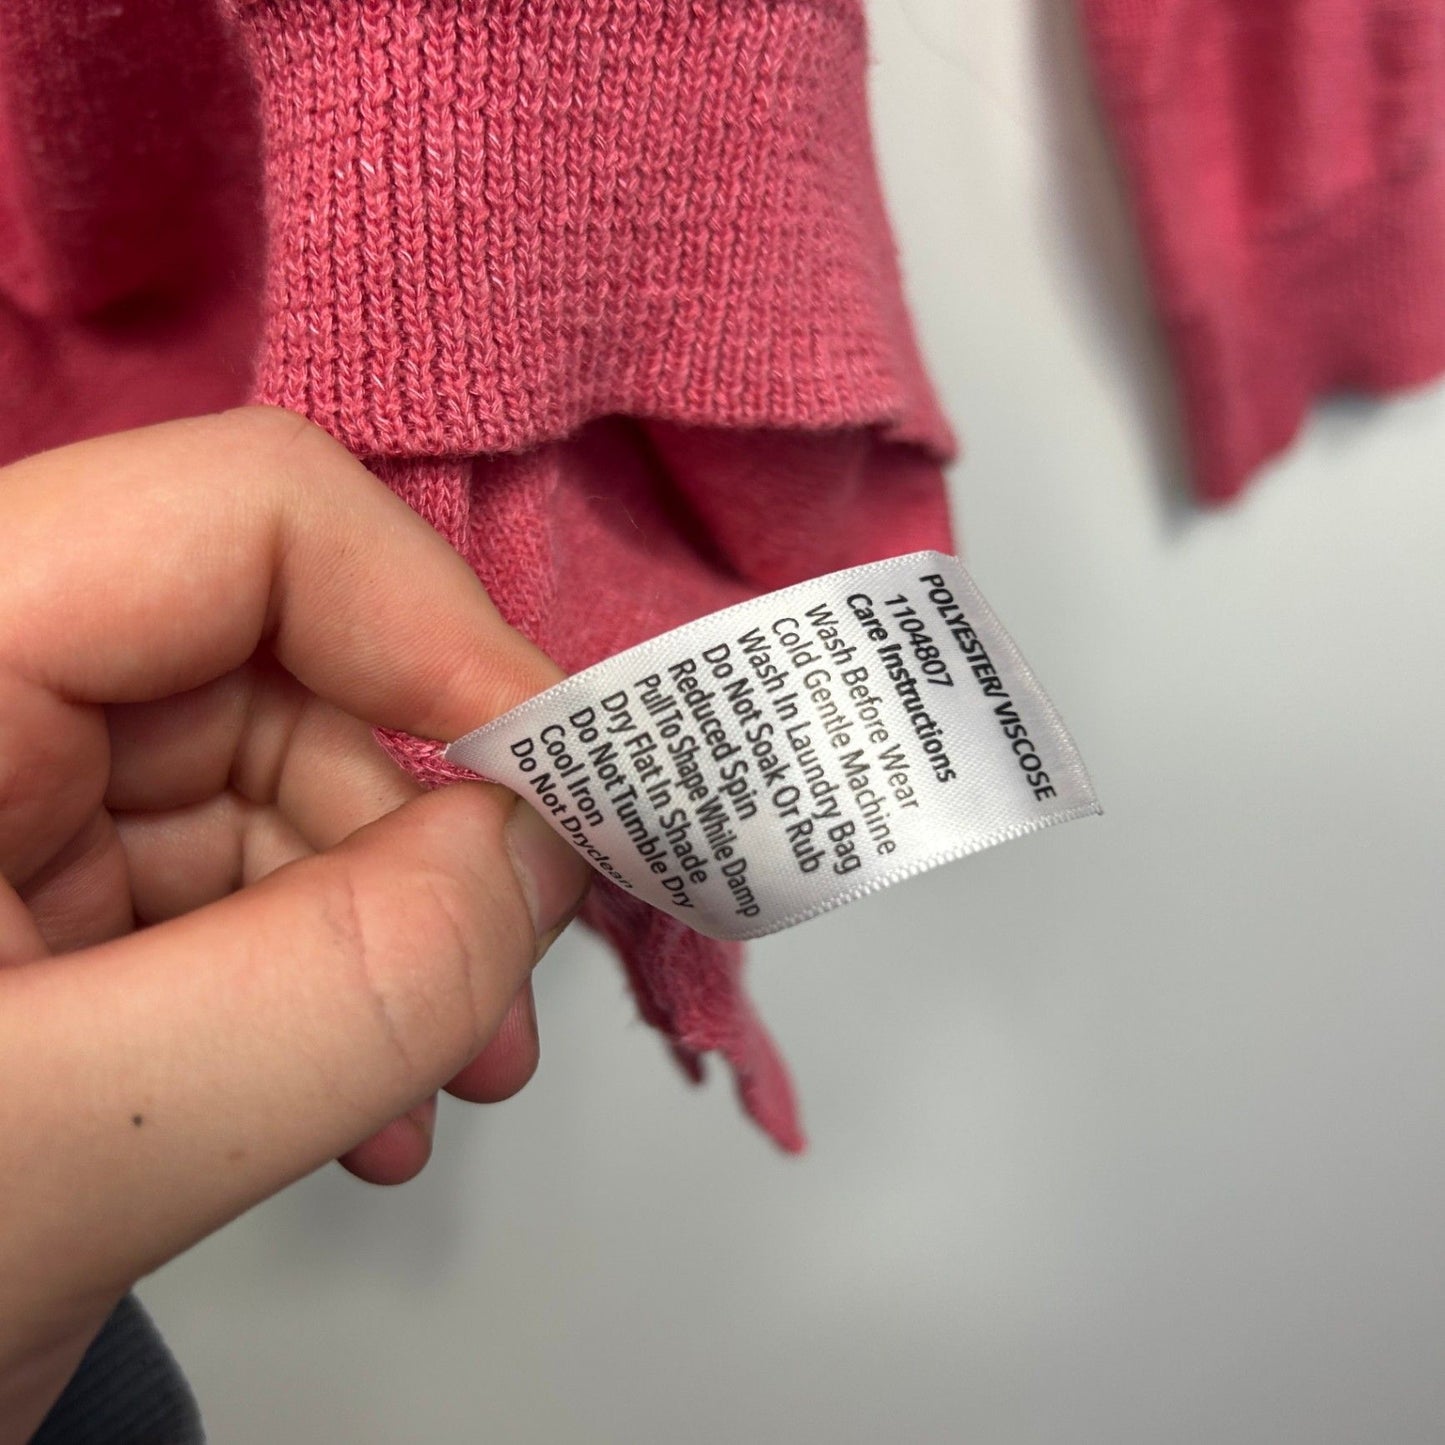 POLYESTER/ VISCOSE
1104807
Care Instructions
Wash Before Wear
Cold Gentle Machine
Wash In Laundry Bag
Do Not Soak Or Rub
Reduced Spin
Pull To Shape While Damp
Dry Flat In Shade
Do Not Tumble Dry
Cool Iron
Do Not Dryclean